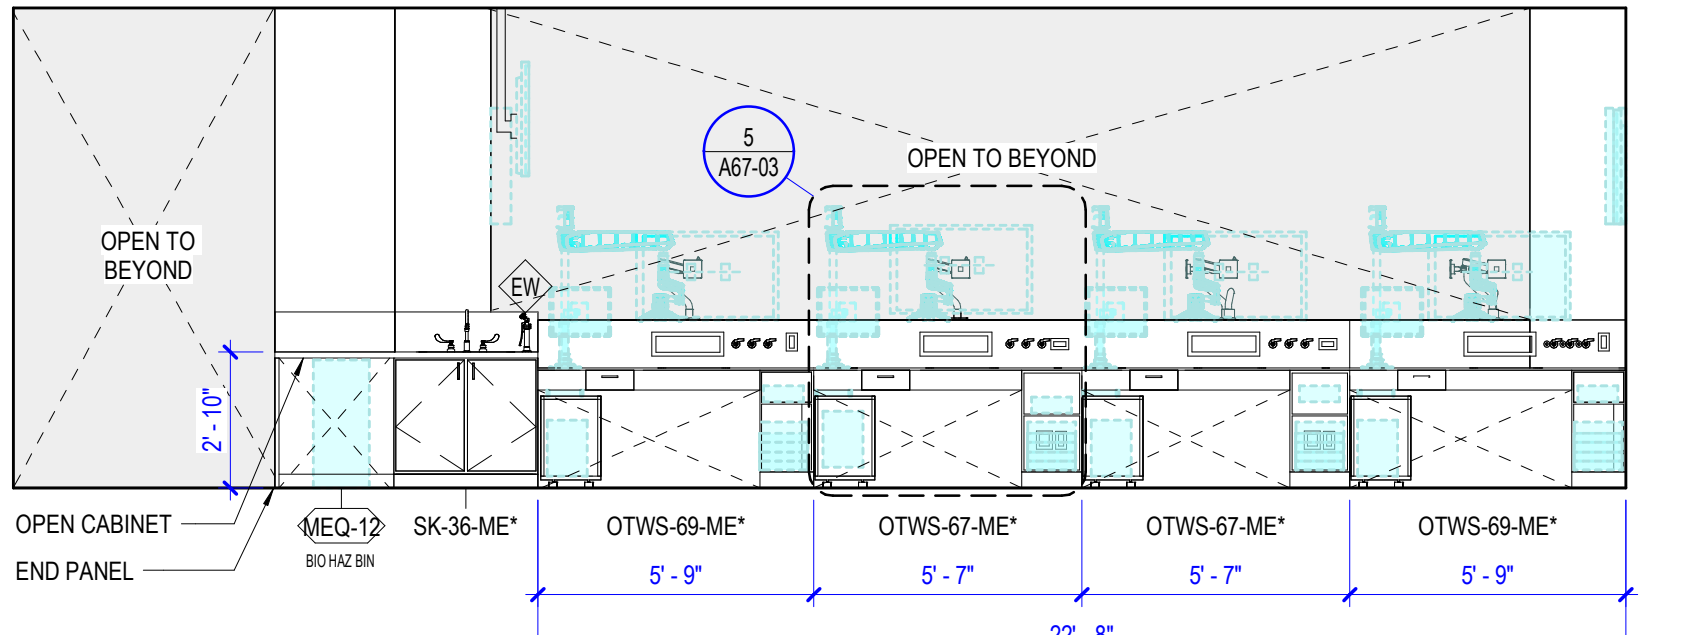 5
A67-03
OPEN TO BEYOND
OPEN TO
BEYOND
EW
2' - 10"
OPEN CABINET
END PANEL
MEQ-12
BIO HAZ BIN
SK-36-ME*
OTWS-69-ME*
OTWS-67-ME*
OTWS-67-ME*
OTWS-69-ME*
5' - 9"
5' - 7"
5' - 7"
5' - 9"
22' - 8"